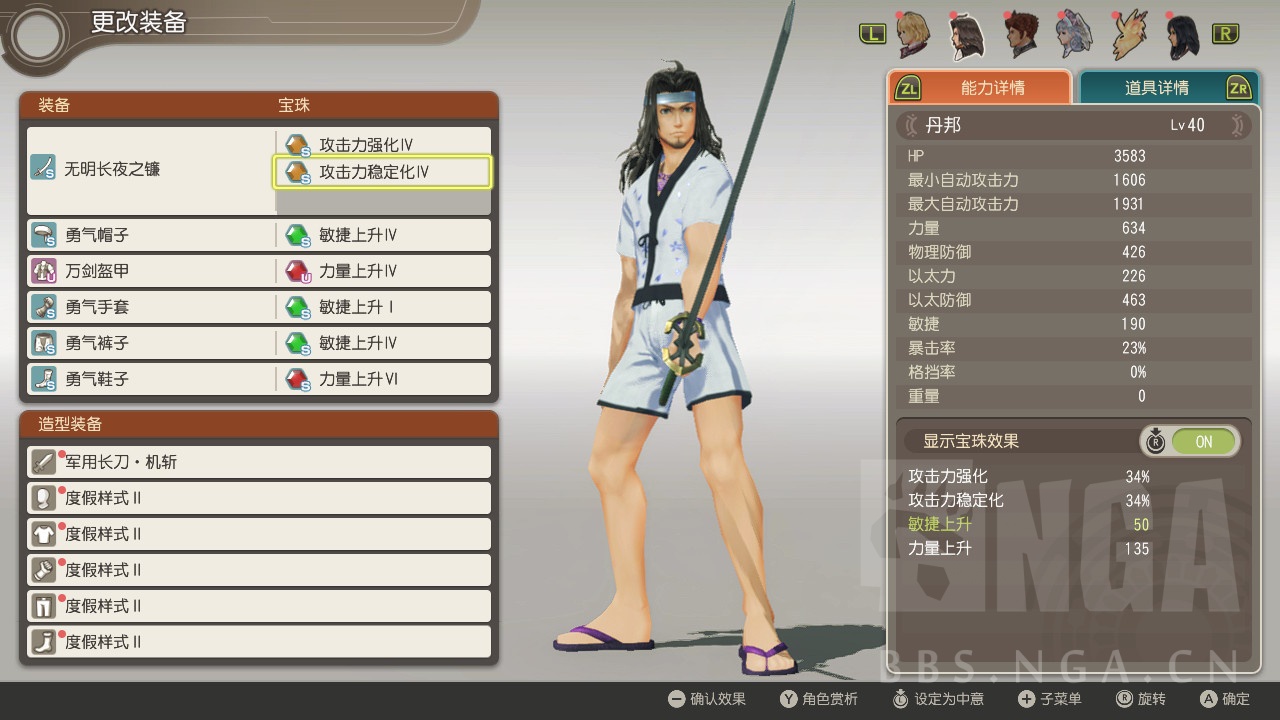 更改装备
L
R
装备 宝珠
无明长夜之镰
攻击力强化Ⅳ
S
攻击力稳定化Ⅳ
S
S
勇气帽子 敏捷上升Ⅳ
S S
万剑盔甲 力量上升Ⅳ
U U
勇气手套 敏捷上升Ⅰ
S S
勇气裤子 敏捷上升Ⅳ
S S
勇气鞋子 力量上升Ⅵ
S S
造型装备
军用长刀・机斩
度假样式Ⅱ
度假样式Ⅱ
度假样式Ⅱ
度假样式Ⅱ
度假样式Ⅱ
ZL 能力详情 道具详情 ZR
丹邦 Lv 40
HP 3583
最小自动攻击力 1606
最大自动攻击力 1931
力量 634
物理防御 426
以太力 226
以太防御 463
敏捷 190
暴击率 23%
格挡率 0%
重量 0
显示宝珠效果 R ON
攻击力强化 34%
攻击力稳定化 34%
敏捷上升 50
力量上升 135
NGA
BBS.NGA.CN
确认效果 Y 角色赏析 L 设定为中意 子菜单 R 旋转 A 确定